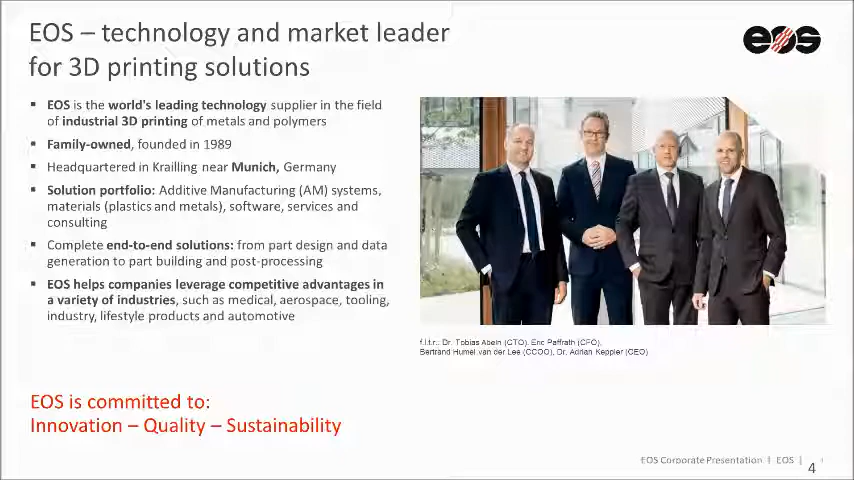 EOS – technology and market leader
for 3D printing solutions
eos
▪ EOS is the world's leading technology supplier in the field
of industrial 3D printing of metals and polymers
▪ Family-owned, founded in 1989
▪ Headquartered in Krailling near Munich, Germany
▪ Solution portfolio: Additive Manufacturing (AM) systems,
materials (plastics and metals), software, services and
consulting
▪ Complete end-to-end solutions: from part design and data
generation to part building and post-processing
▪ EOS helps companies leverage competitive advantages in
a variety of industries, such as medical, aerospace, tooling,
industry, lifestyle products and automotive
f.l.t.r.: Dr. Tobias Abeln (CTO), Eric Paffrath (CFO),
Bertrand Humel van der Lee (CCOO), Dr. Adrian Keppler (CEO)
EOS is committed to:
Innovation – Quality – Sustainability
EOS Corporate Presentation | EOS | 4